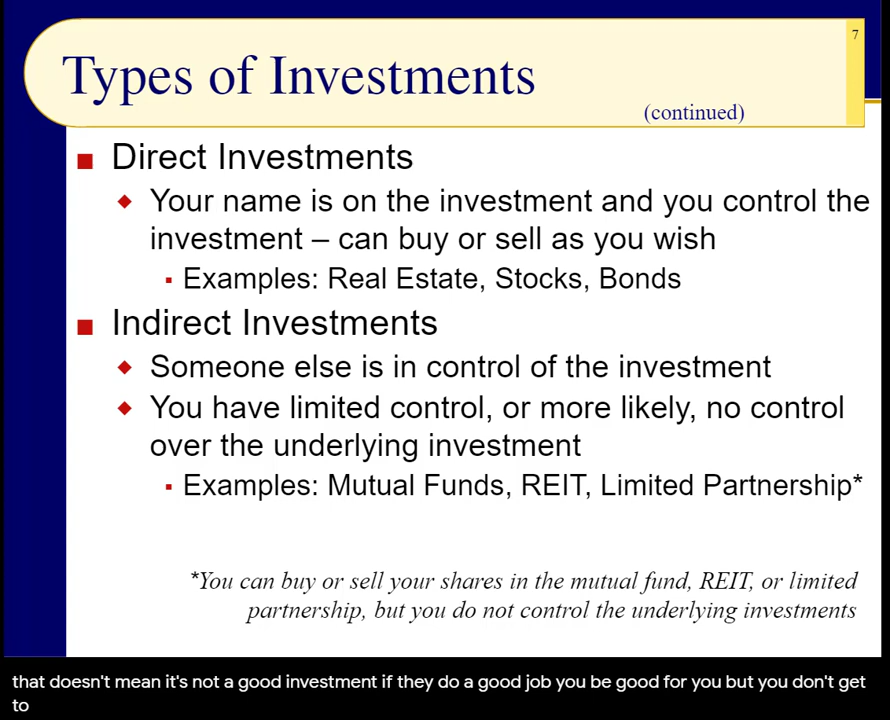 7
Types of Investments
(continued)
Direct Investments
Your name is on the investment and you control the
investment – can buy or sell as you wish
Examples: Real Estate, Stocks, Bonds
Indirect Investments
Someone else is in control of the investment
You have limited control, or more likely, no control
over the underlying investment
Examples: Mutual Funds, REIT, Limited Partnership*
*You can buy or sell your shares in the mutual fund, REIT, or limited
partnership, but you do not control the underlying investments
that doesn't mean it's not a good investment if they do a good job you be good for you but you don't get
to